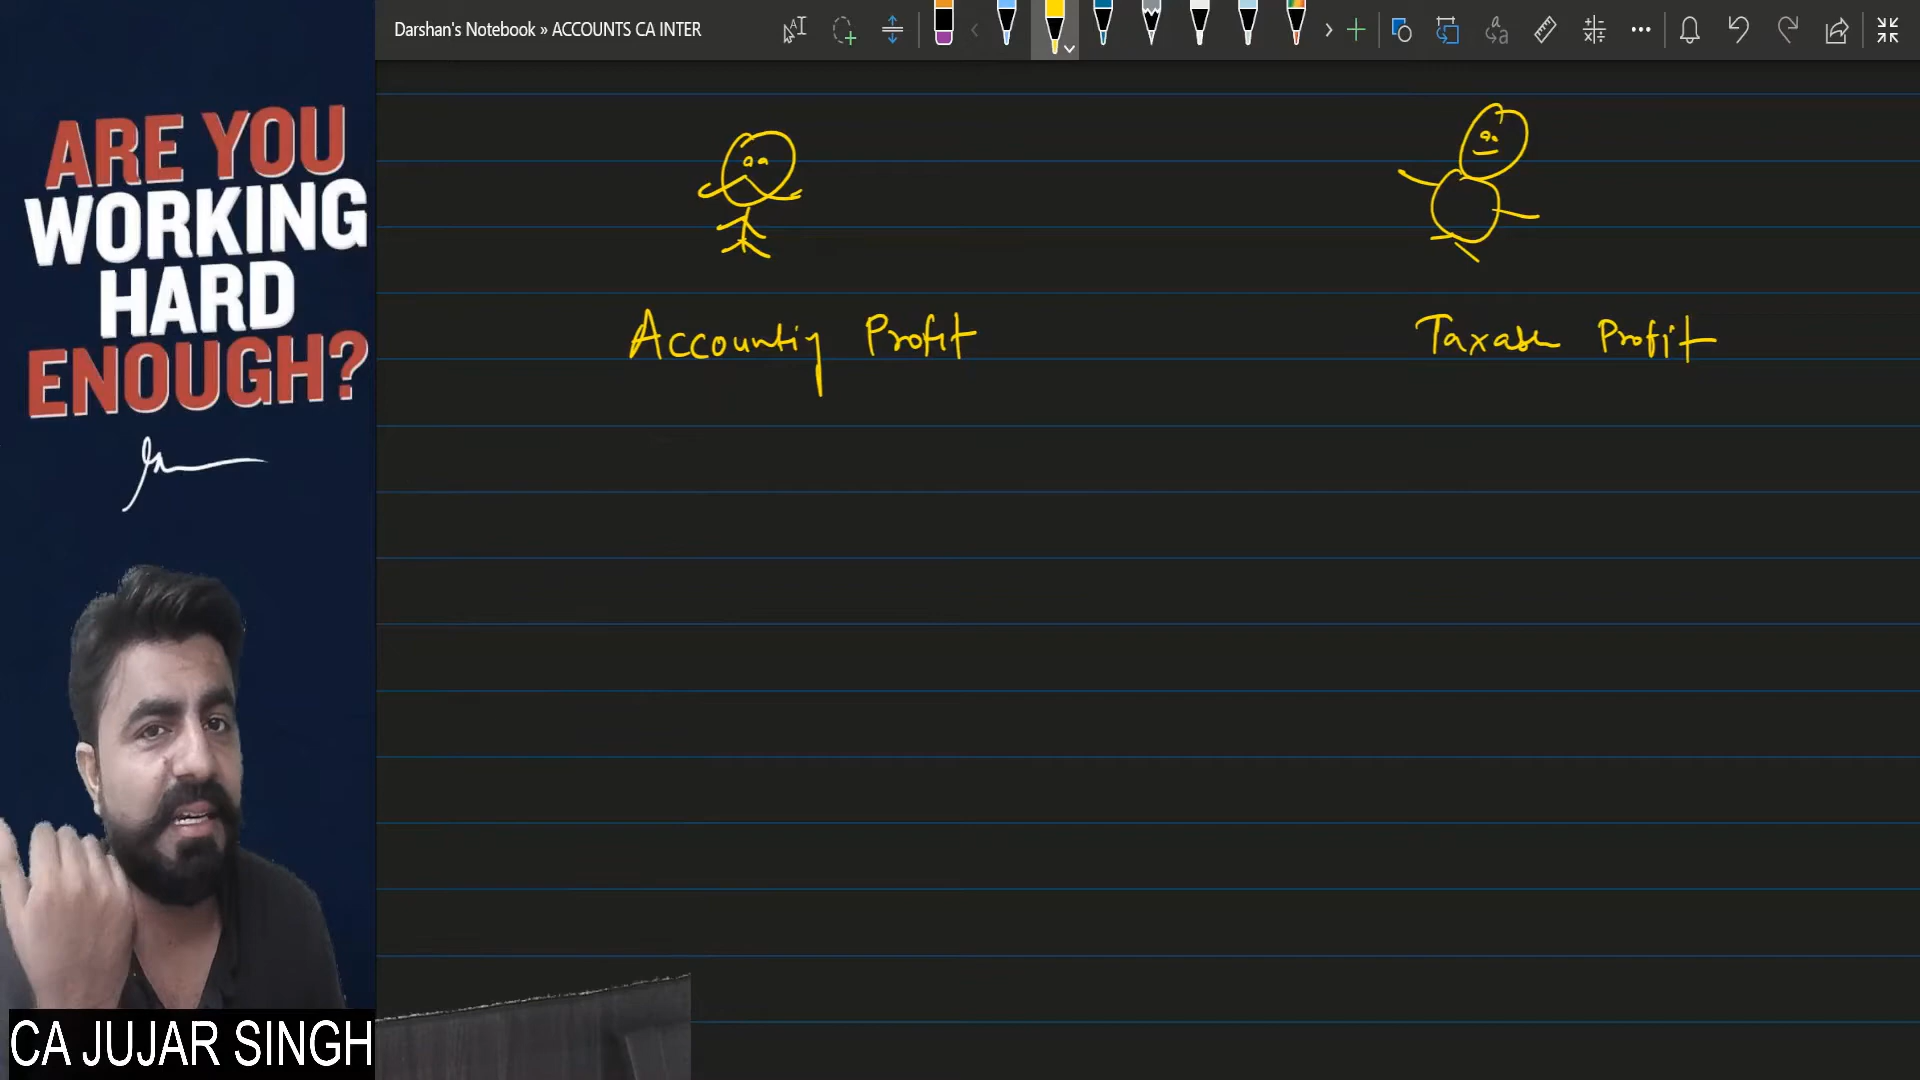 Darshan's Notebook » ACCOUNTS CA INTER
ARE YOU
WORKING
HARD
ENOUGH?
Accounting Profit
Taxable Profit
CA JUJAR SINGH